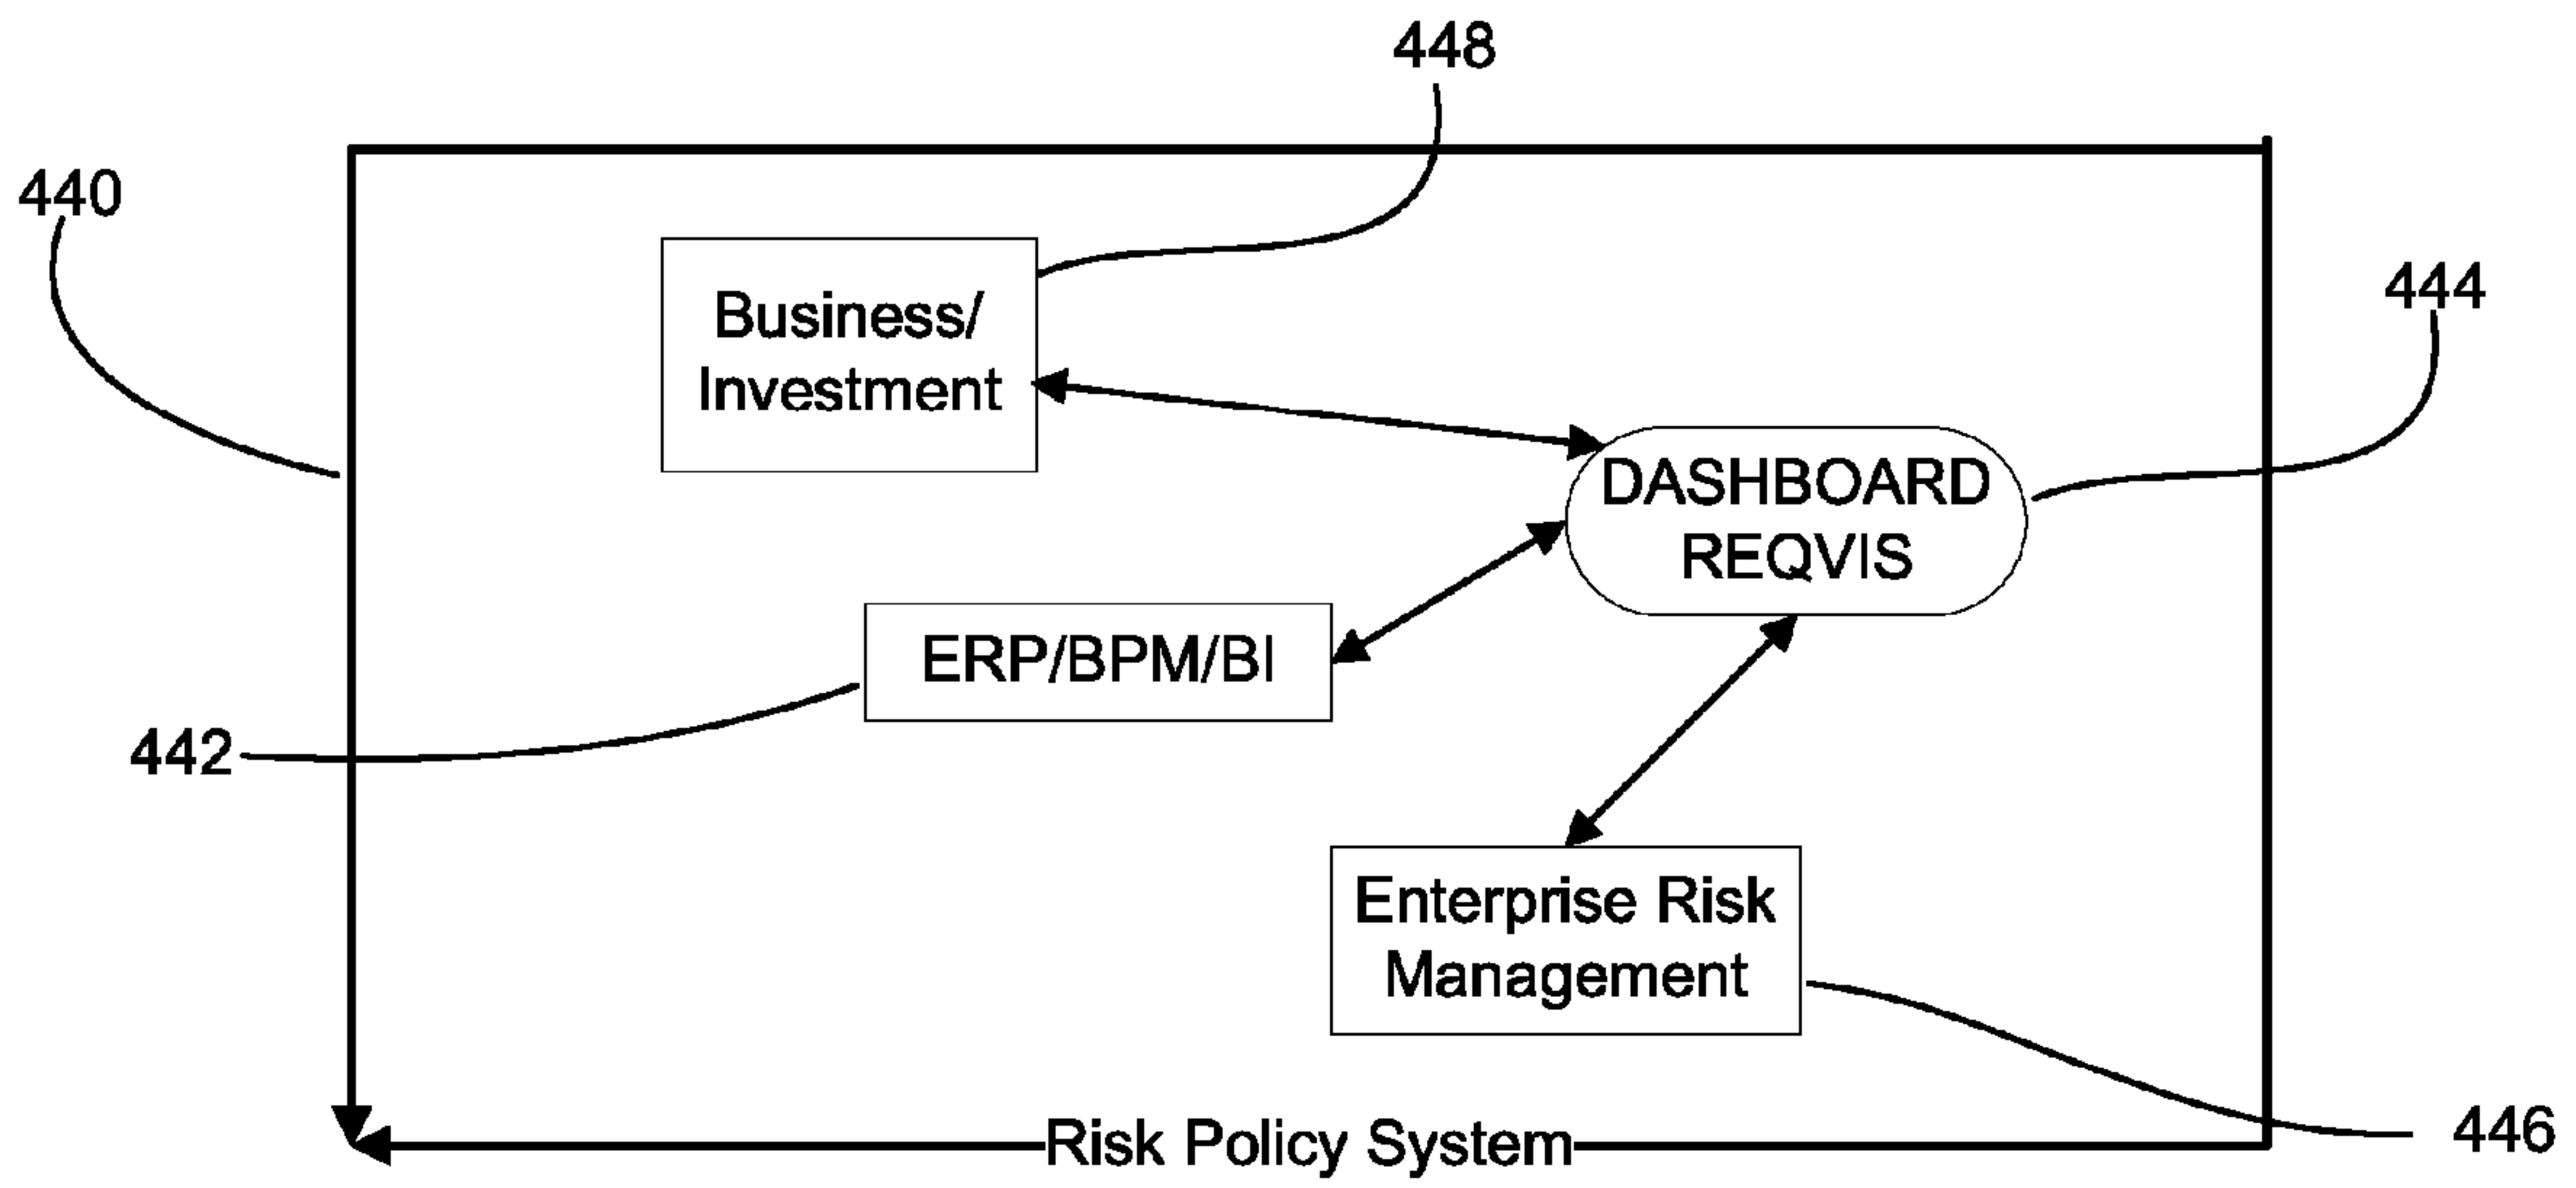 448
440
Business/
Investment
444
DASHBOARD
REQVIS
ERP/BPM/BI
442
Enterprise Risk
Management
Risk Policy System
446